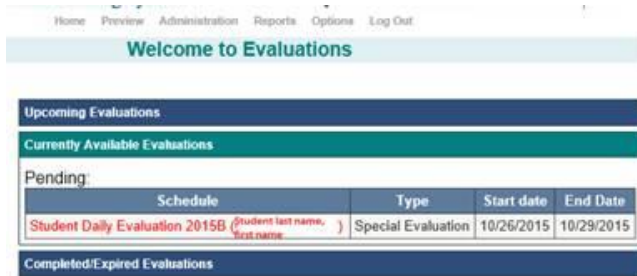 Home Preview Administration Reports Options Log Out
Welcome to Evaluations
Upcoming Evaluations
Currently Available Evaluations
Pending:
Schedule Type Start date End Date
Student Daily Evaluation 2015B (Student last name, first name) Special Evaluation 10/26/2015 10/29/2015
Completed/Expired Evaluations